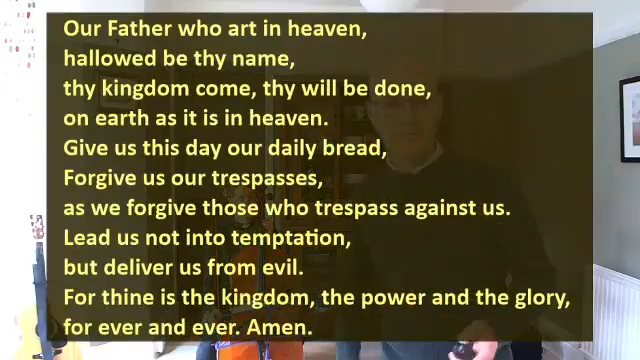 Our Father who art in heaven,
hallowed be thy name,
thy kingdom come, thy will be done,
on earth as it is in heaven.
Give us this day our daily bread,
Forgive us our trespasses,
as we forgive those who trespass against us.
Lead us not into temptation,
but deliver us from evil.
For thine is the kingdom, the power and the glory,
for ever and ever. Amen.